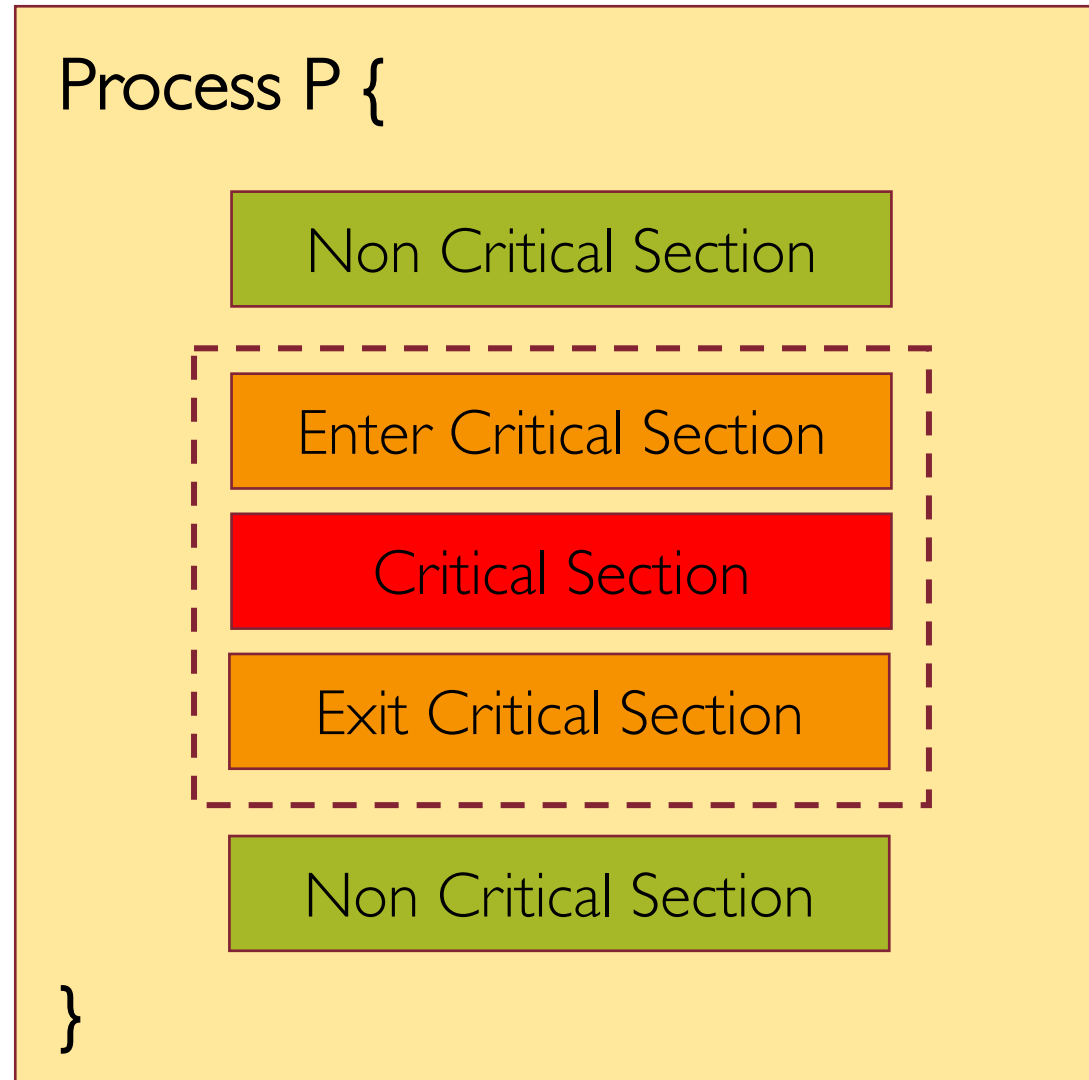 Process P {
Non Critical Section
Enter Critical Section
Critical Section
Exit Critical Section
Non Critical Section
}